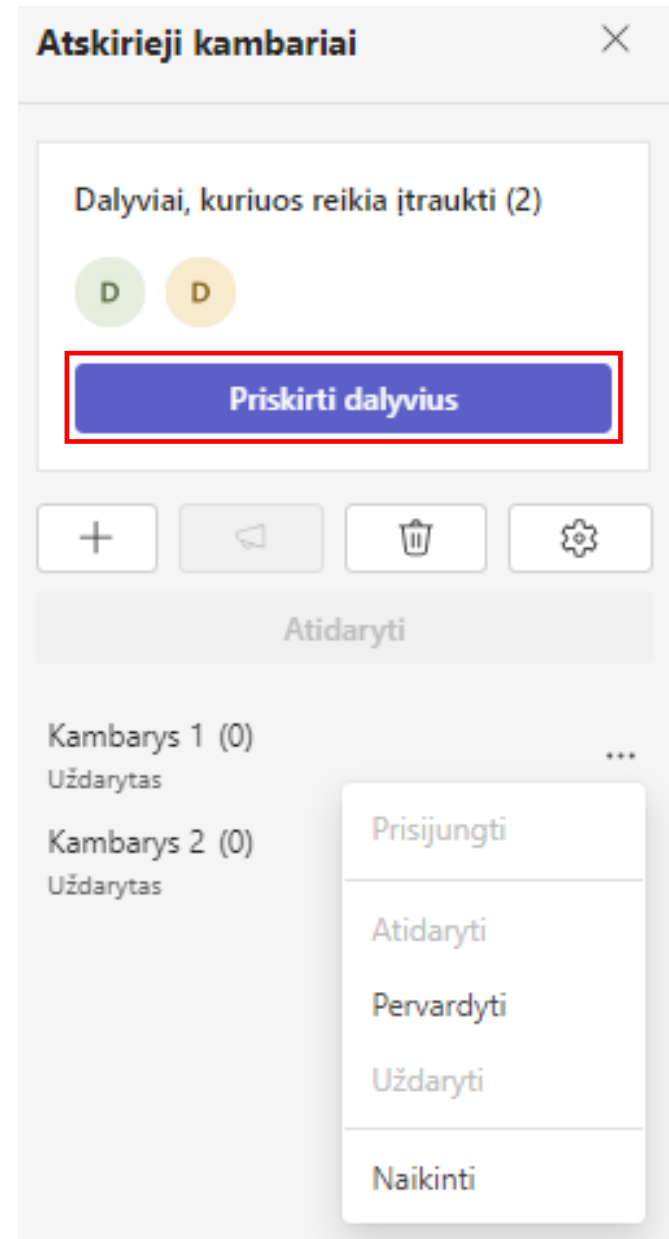 Atskirieji kambariai
Dalyviai, kuriuos reikia įtraukti (2)
D D
Priskirti dalyvius
Atidaryti
Kambarys 1 (0)
Uždarytas
Kambarys 2 (0)
Uždarytas
Prisijungti
Atidaryti
Pervardyti
Uždaryti
Naikinti